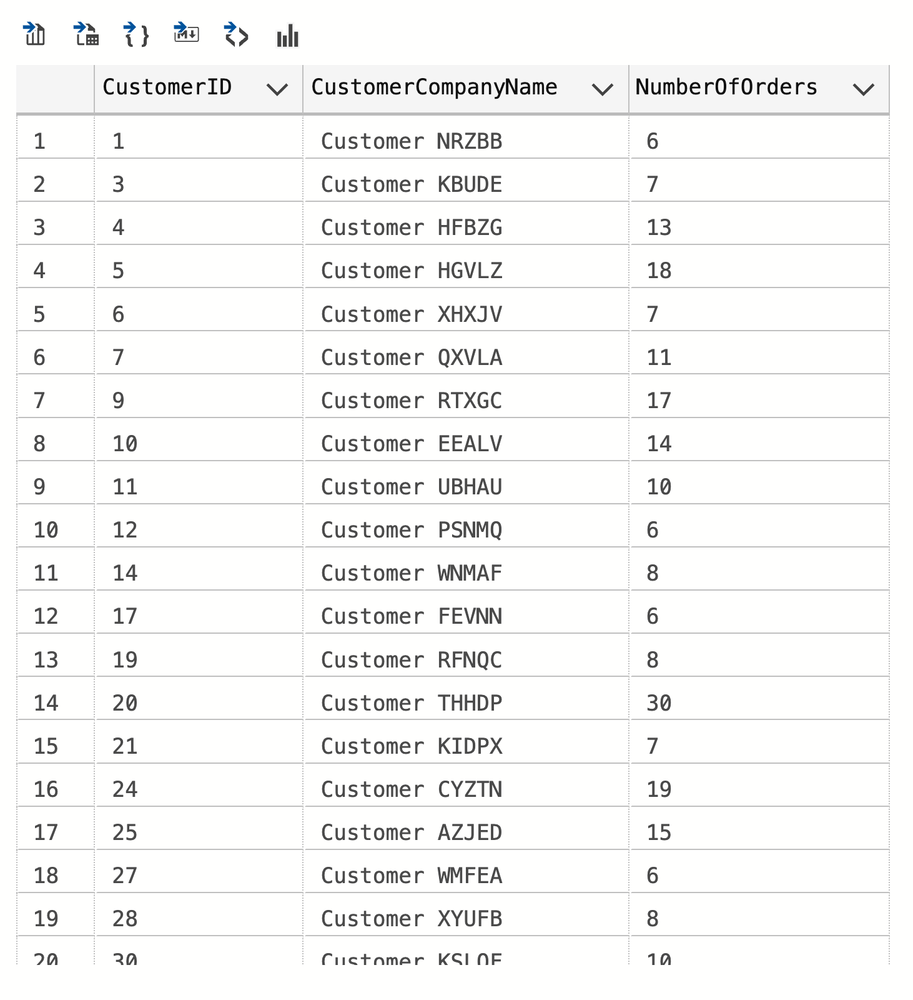 CustomerID CustomerCompanyName NumberOfOrders
1 1 Customer NRZBB 6
2 3 Customer KBUDE 7
3 4 Customer HFBZG 13
4 5 Customer HGVLZ 18
5 6 Customer XHXJV 7
6 7 Customer QXVLA 11
7 9 Customer RTXGC 17
8 10 Customer EEALV 14
9 11 Customer UBHAU 10
10 12 Customer PSNMQ 6
11 14 Customer WNMAF 8
12 17 Customer FEVNN 6
13 19 Customer RFNQC 8
14 20 Customer THHDP 30
15 21 Customer KIDPX 7
16 24 Customer CYZTN 19
17 25 Customer AZJED 15
18 27 Customer WMFEA 6
19 28 Customer XYUFB 8
20 30 Customer 10